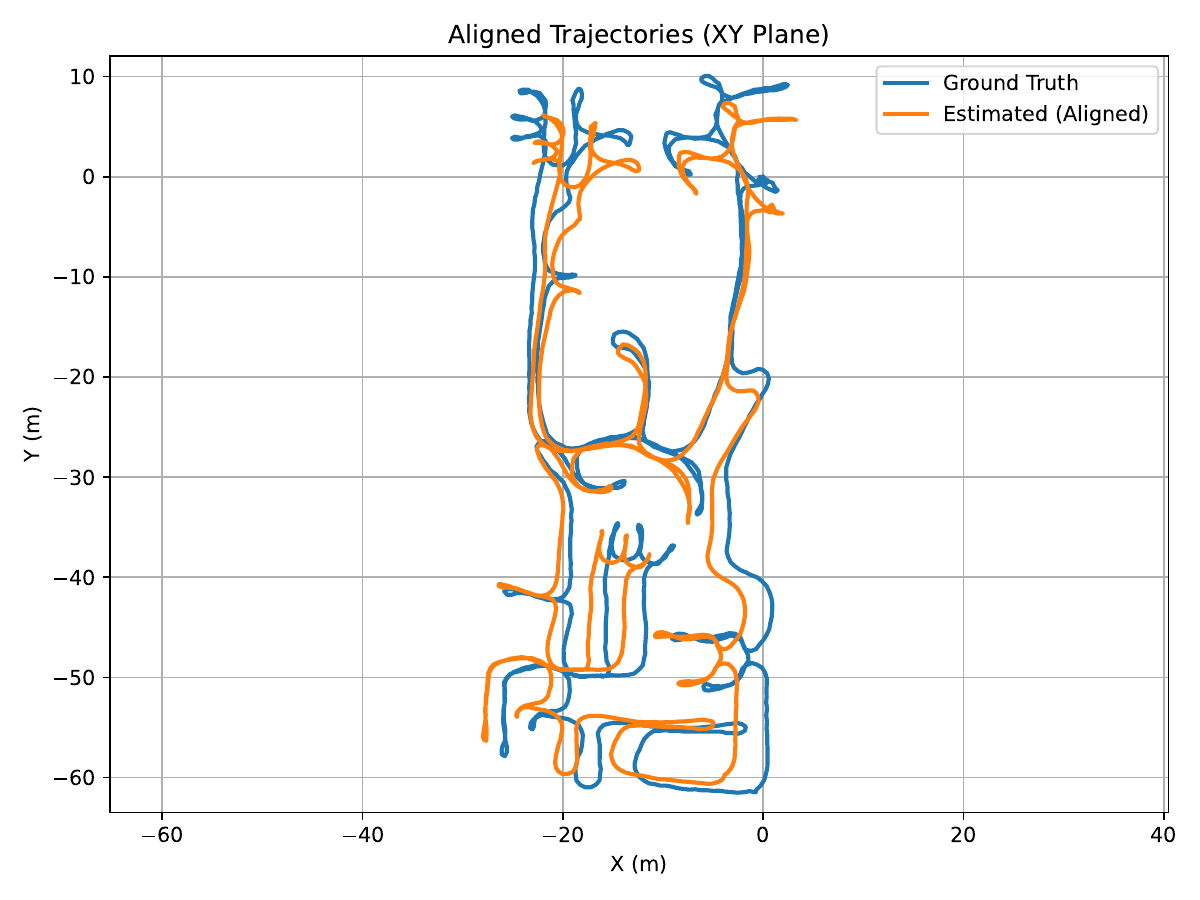 Aligned Trajectories (XY Plane)
Ground Truth
Estimated (Aligned)
Y (m)
10
0
−10
−20
−30
−40
−50
−60
−60
−40
−20
0
20
40
X (m)